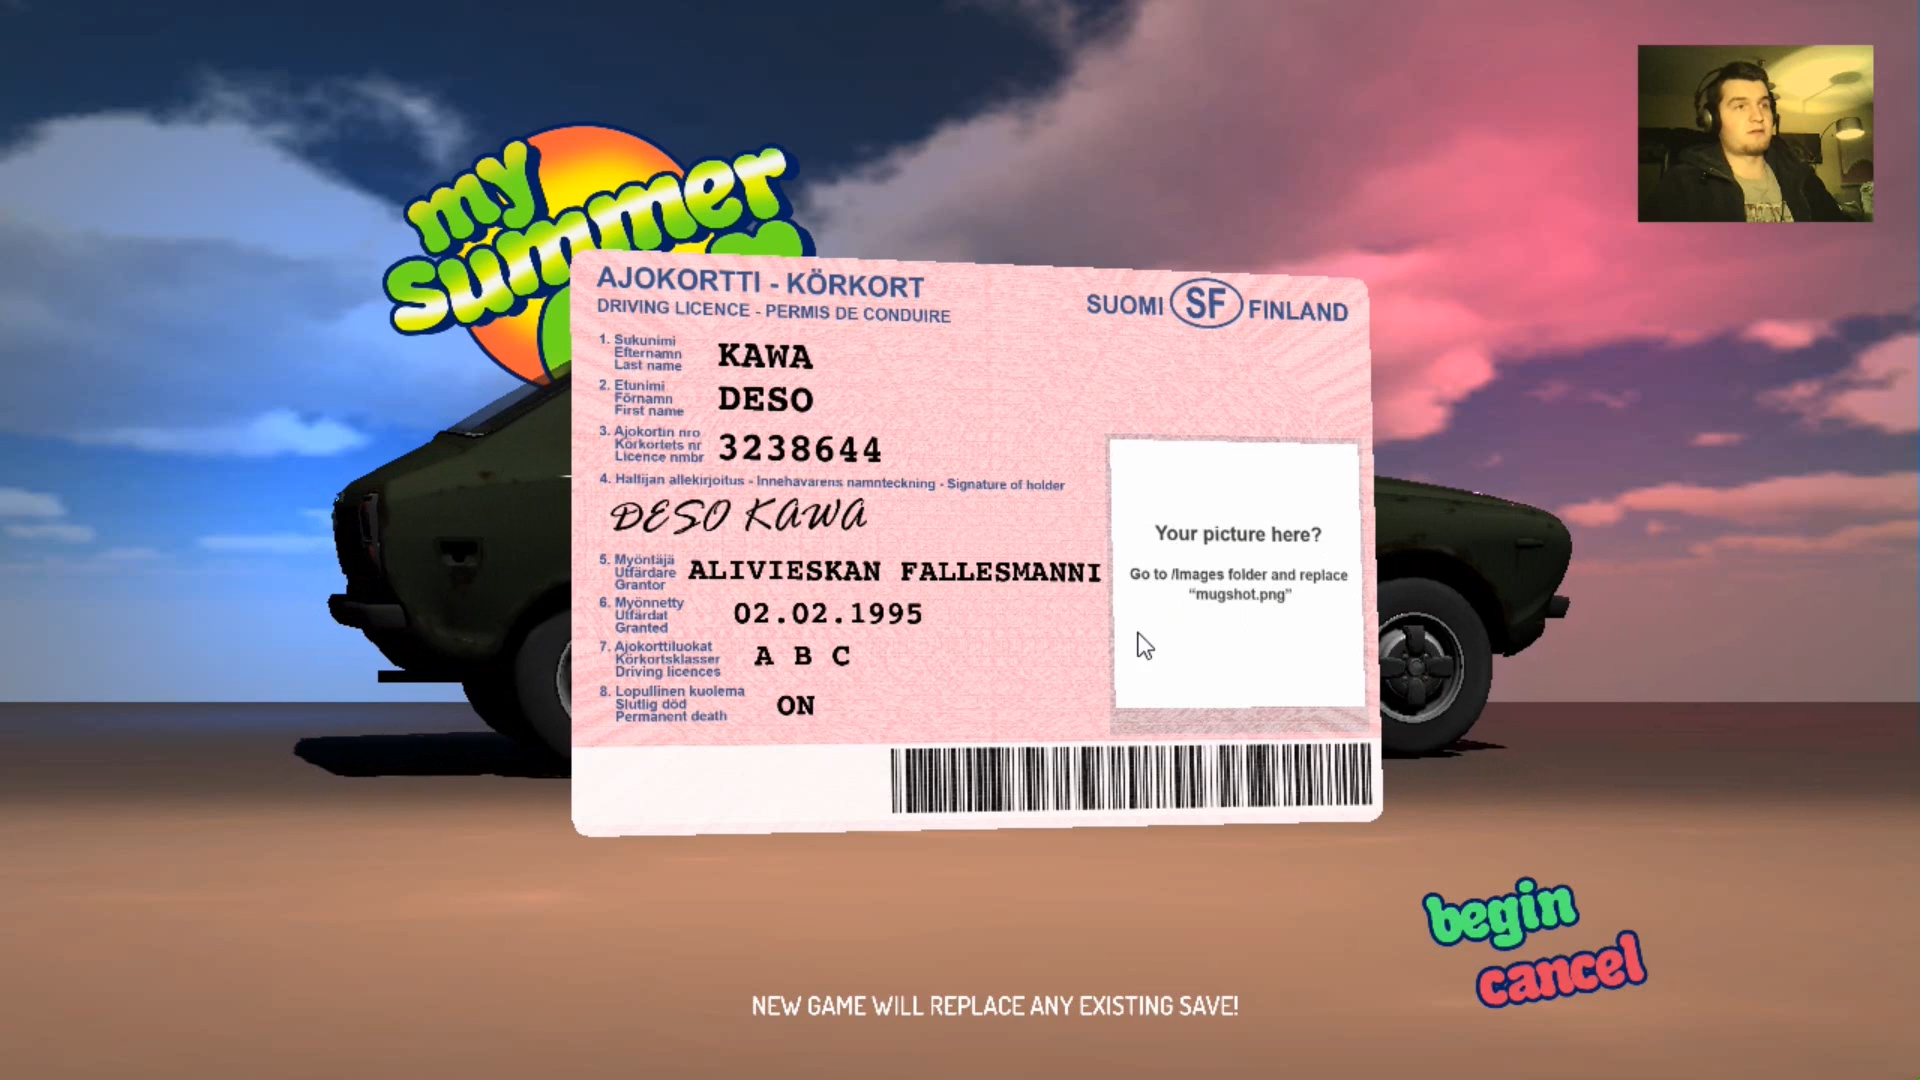 my
summer
AJOKORTTI - KÖRKORT
DRIVING LICENCE - PERMIS DE CONDUIRE
SUOMI SF FINLAND
1. Sukunimi
Efternamn
Last name
KAWA
2. Etunimi
Förnamn
First name
DESO
3. Ajokortin nro
Körkortets nr
Licence nmbr
3238644
4. Haltijan allekirjoitus - Innehavarens namnteckning - Signature of holder
DESO KAWA
5. Myöntäjä
Utfärdare
Grantor
ALIVIESKAN FALLESMANNI
6. Myönnetty
Utfärdat
Granted
02.02.1995
7. Ajokorttiluokat
Körkortsklasser
Driving licences
A B C
8. Lopullinen kuolema
Slutlig död
Permanent death
ON
Your picture here?
Go to /Images folder and replace
“mugshot.png”
begin
cancel
NEW GAME WILL REPLACE ANY EXISTING SAVE!